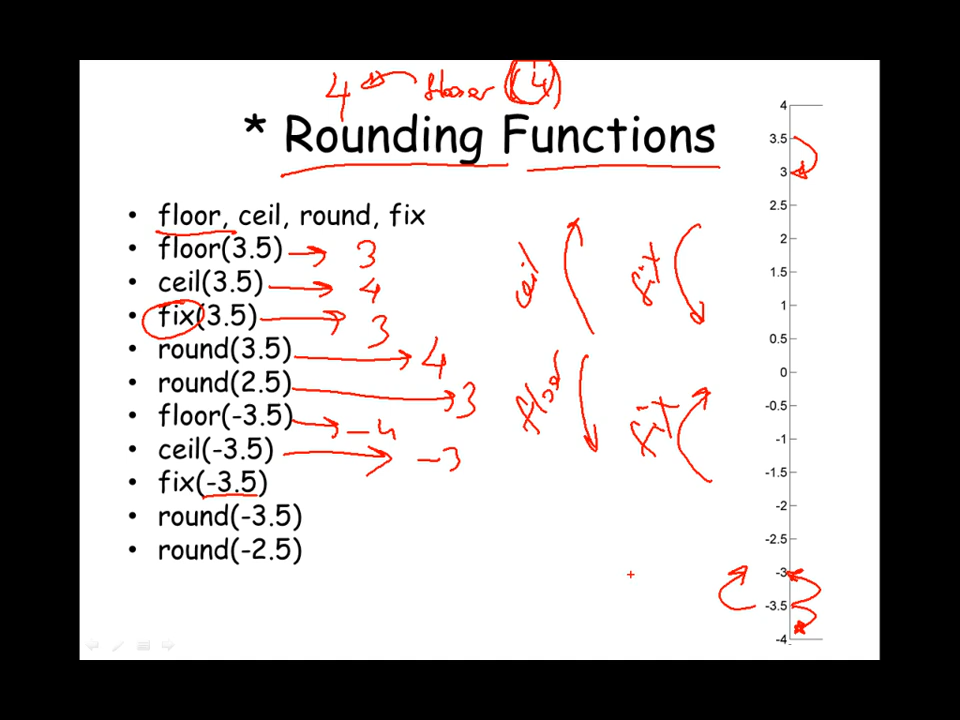 4 floor (4)
* Rounding Functions
• floor, ceil, round, fix
• floor(3.5) → 3
• ceil(3.5) → 4
• fix(3.5) → 3
• round(3.5) → 4
• round(2.5) → 3
• floor(-3.5) → -4
• ceil(-3.5) → -3
• fix(-3.5)
• round(-3.5)
• round(-2.5)
ceil
fix
floor
fix
4
3.5
3
2.5
2
1.5
1
0.5
0
-0.5
-1
-1.5
-2
-2.5
-3
-3.5
-4